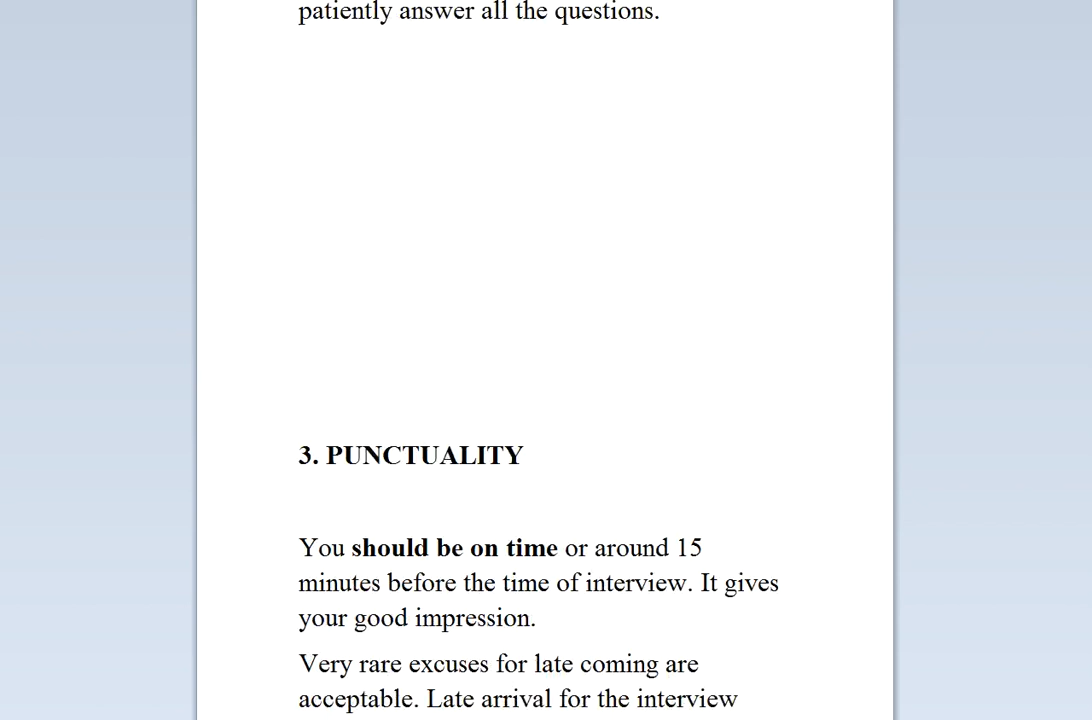 patiently answer all the questions.
3. PUNCTUALITY
You should be on time or around 15
minutes before the time of interview. It gives
your good impression.
Very rare excuses for late coming are
acceptable. Late arrival for the interview